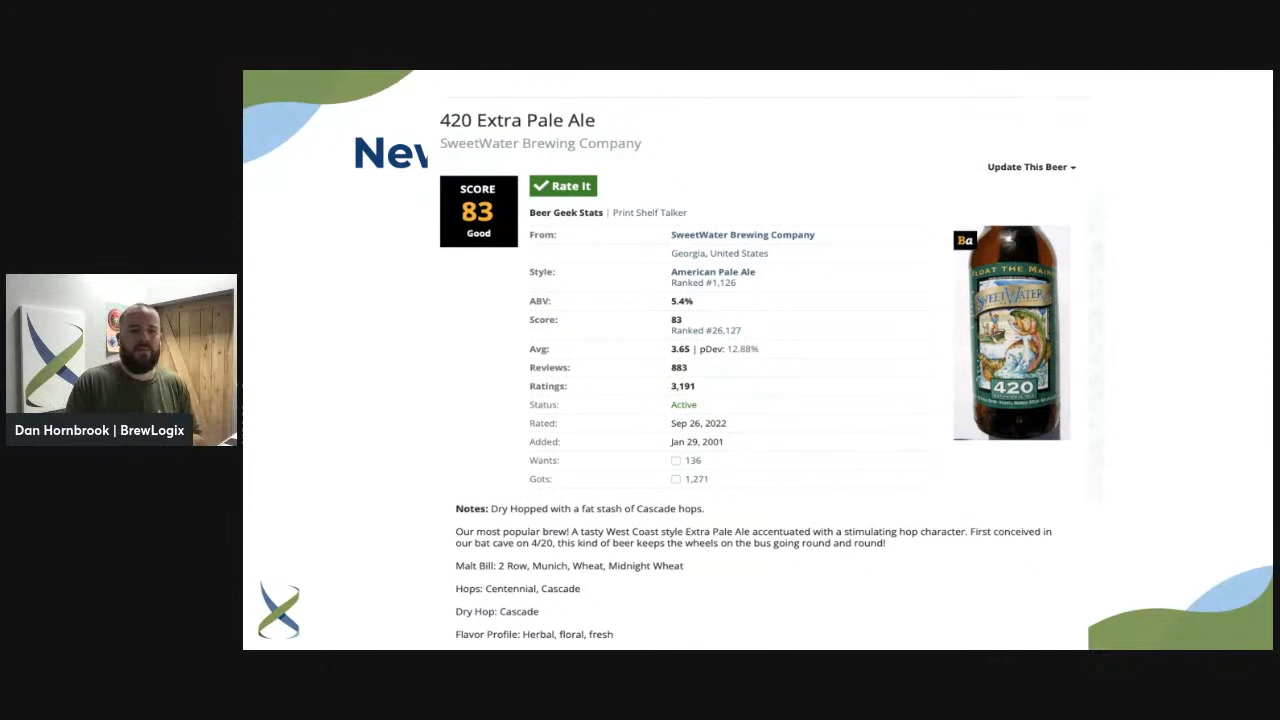 420 Extra Pale Ale
SweetWater Brewing Company
New
Update This Beer
SCORE
83
Good
Rate It
Beer Geek Stats | Print Shelf Talker
From: SweetWater Brewing Company
Georgia, United States
Style: American Pale Ale
Ranked #1,126
ABV: 5.4%
Score: 83
Ranked #26,127
Avg: 3.65 | pDev: 12.88%
Reviews: 883
Ratings: 3,191
Status: Active
Rated: Sep 26, 2022
Added: Jan 29, 2001
Wants: 136
Gots: 1,271
Ba
FLOAT THE MAIN
SWEETWATER
420
Notes: Dry Hopped with a fat stash of Cascade hops.
Our most popular brew! A tasty West Coast style Extra Pale Ale accentuated with a stimulating hop character. First conceived in
our bat cave on 4/20, this kind of beer keeps the wheels on the bus going round and round!
Malt Bill: 2 Row, Munich, Wheat, Midnight Wheat
Hops: Centennial, Cascade
Dry Hop: Cascade
Flavor Profile: Herbal, floral, fresh
Dan Hornbrook | BrewLogix